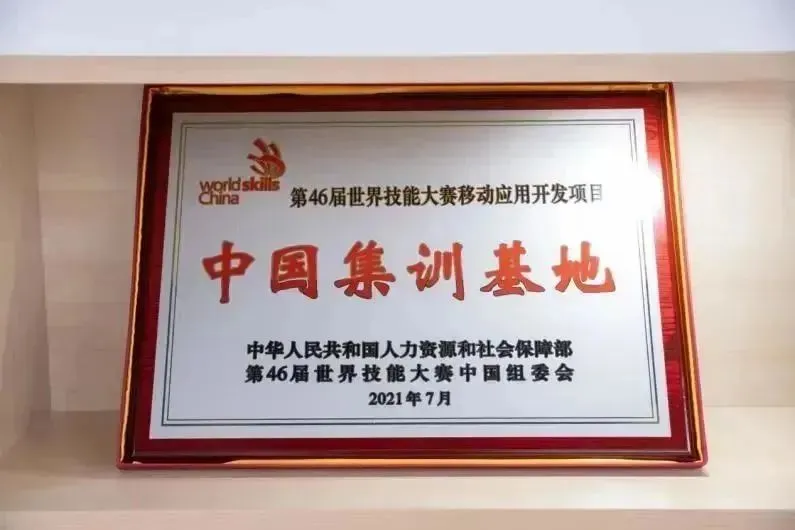 worldskills
China
第46届世界技能大赛移动应用开发项目
中国集训基地
中华人民共和国人力资源和社会保障部
第46届世界技能大赛中国组委会
2021年7月